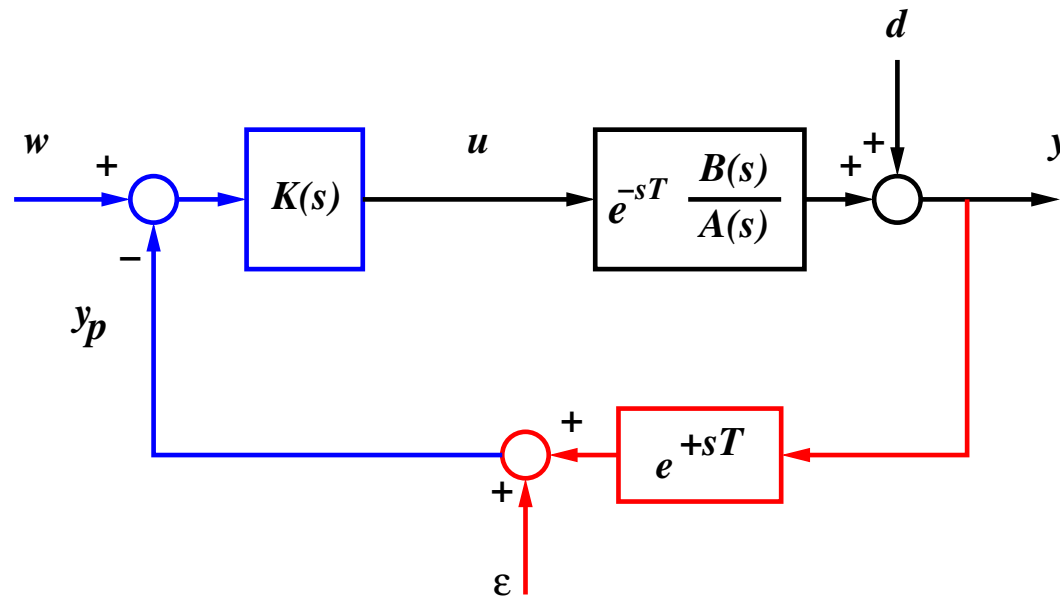 d
w
+
K(s)
u
e^{-sT} B(s)/A(s)
+
+
y
−
y_p
+
e^{+sT}
+
ε